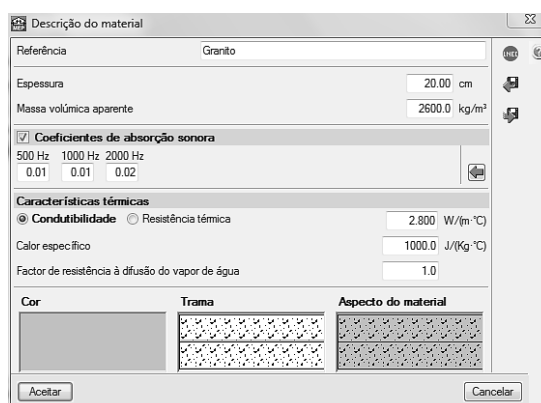 Descrição do material
Referência Granito
Espessura 20.00 cm
Massa volúmica aparente 2600.0 kg/m³
Coeficientes de absorção sonora
500 Hz 1000 Hz 2000 Hz
0.01 0.01 0.02
Características térmicas
Condutibilidade Resistência térmica 2.800 W/(m·°C)
Calor específico 1000.0 J/(Kg·°C)
Factor de resistência à difusão do vapor de água 1.0
Cor Trama Aspecto do material
Aceitar Cancelar